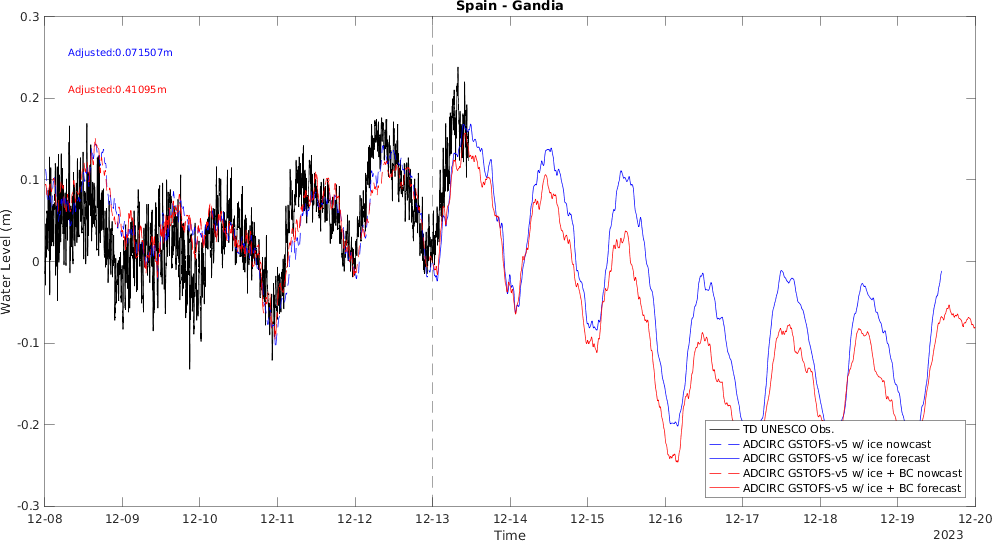 Spain - Gandia
0.3
Adjusted:0.071507m
Adjusted:0.41095m
0.2
0.1
0
-0.1
-0.2
-0.3
Water Level (m)
TD UNESCO Obs.
ADCIRC GSTOFS-v5 w/ ice nowcast
ADCIRC GSTOFS-v5 w/ ice forecast
ADCIRC GSTOFS-v5 w/ ice + BC nowcast
ADCIRC GSTOFS-v5 w/ ice + BC forecast
12-08 12-09 12-10 12-11 12-12 12-13 12-14 12-15 12-16 12-17 12-18 12-19 12-20
Time
2023